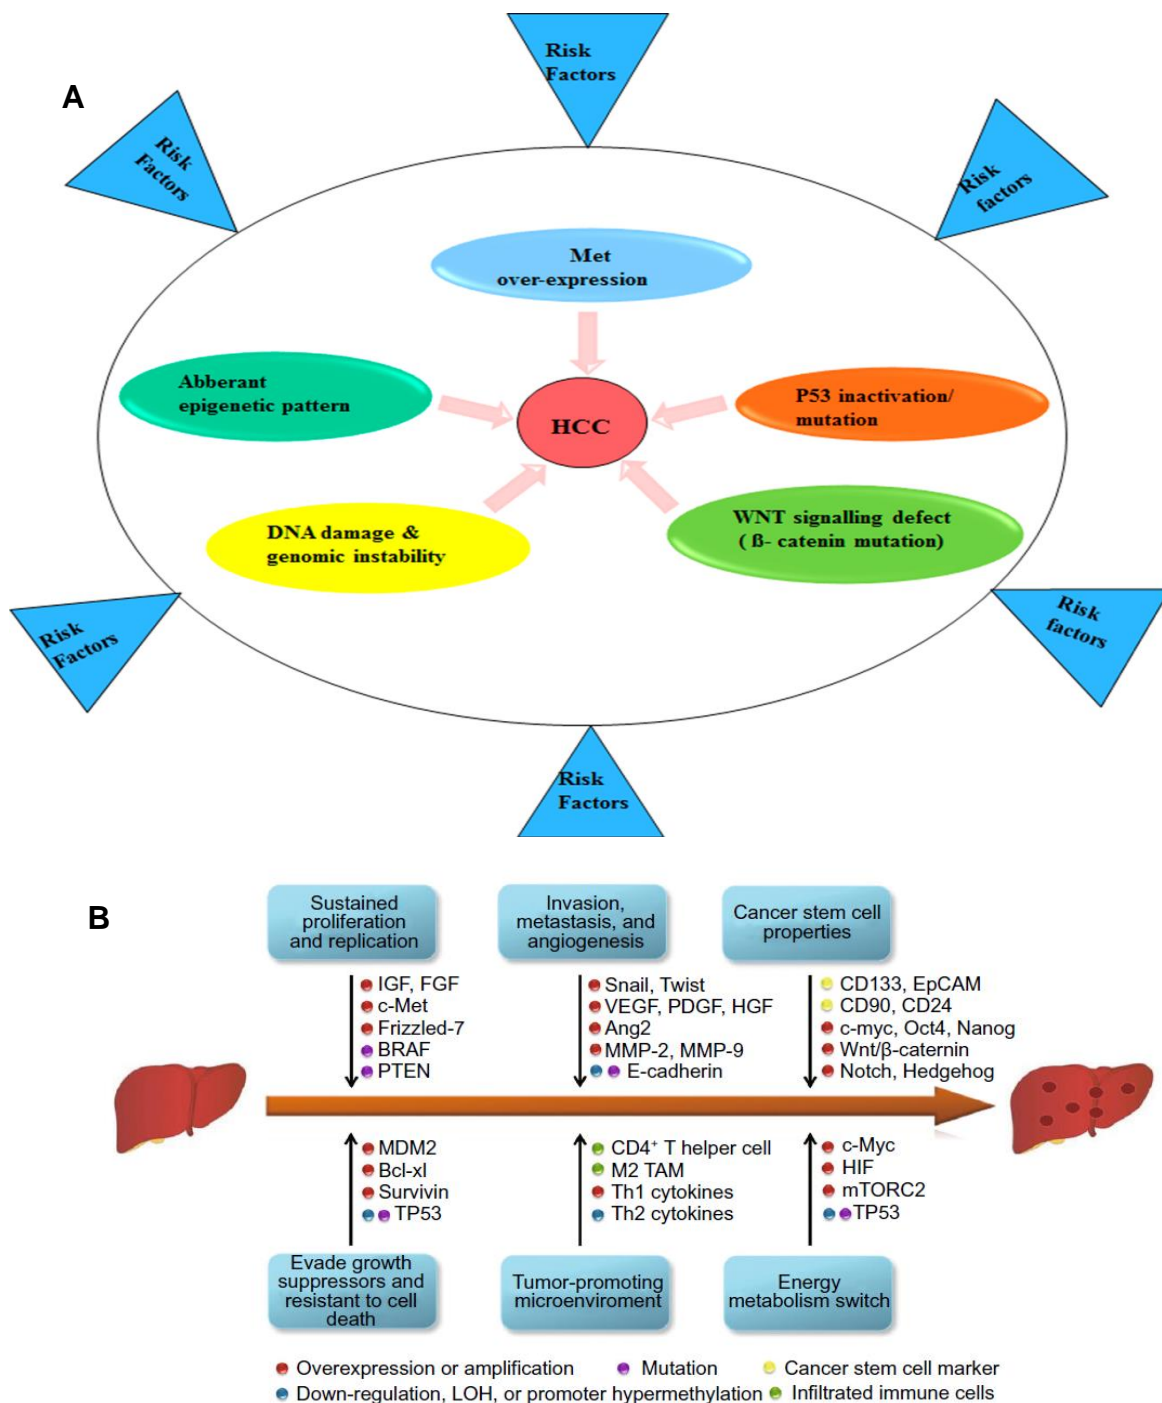 A
Risk
Factors
Risk
Factors
Risk
factors
Met
over-expression
Abberant
epigenetic pattern
P53 inactivation/
mutation
HCC
DNA damage &
genomic instability
WNT signalling defect
( ß- catenin mutation)
Risk
Factors
Risk
factors
Risk
Factors
B
Sustained
proliferation
and replication
Invasion,
metastasis, and
angiogenesis
Cancer stem cell
properties
IGF, FGF
c-Met
Frizzled-7
BRAF
PTEN
Snail, Twist
VEGF, PDGF, HGF
Ang2
MMP-2, MMP-9
E-cadherin
CD133, EpCAM
CD90, CD24
c-myc, Oct4, Nanog
Wnt/β-caternin
Notch, Hedgehog
MDM2
Bcl-xl
Survivin
TP53
CD4⁺ T helper cell
M2 TAM
Th1 cytokines
Th2 cytokines
c-Myc
HIF
mTORC2
TP53
Evade growth
suppressors and
resistant to cell
death
Tumor-promoting
microenviroment
Energy
metabolism switch
Overexpression or amplification
Mutation
Cancer stem cell marker
Down-regulation, LOH, or promoter hypermethylation
Infiltrated immune cells